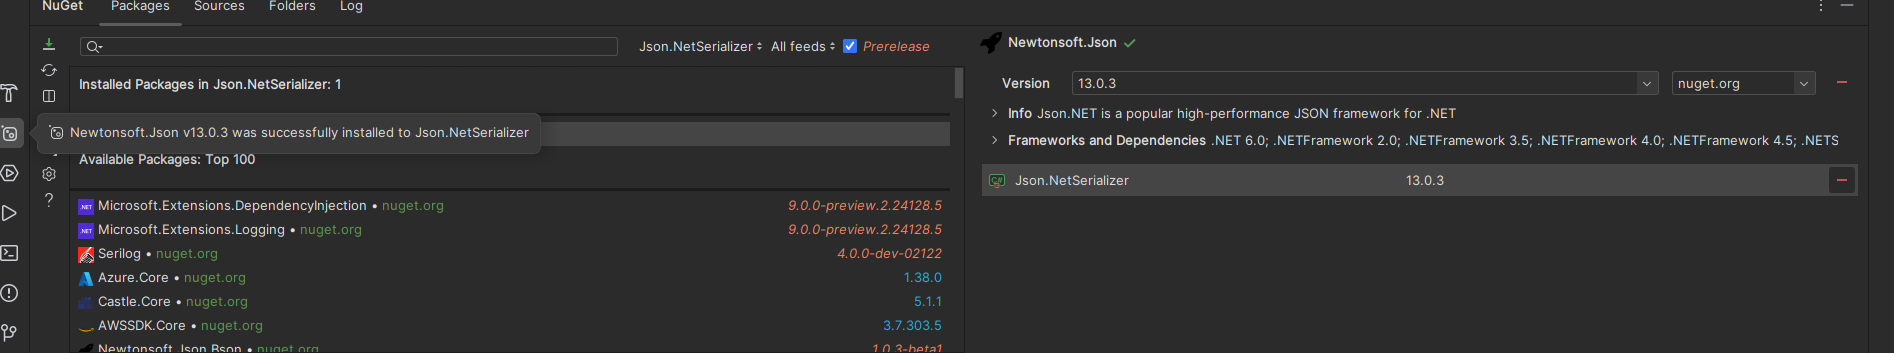 NuGet Packages Sources Folders Log
Json.NetSerializer All feeds Prerelease
Installed Packages in Json.NetSerializer: 1
Newtonsoft.Json v13.0.3 was successfully installed to Json.NetSerializer
Available Packages: Top 100
Microsoft.Extensions.DependencyInjection • nuget.org 9.0.0-preview.2.24128.5
Microsoft.Extensions.Logging • nuget.org 9.0.0-preview.2.24128.5
Serilog • nuget.org 4.0.0-dev-02122
Azure.Core • nuget.org 1.38.0
Castle.Core • nuget.org 5.1.1
AWSSDK.Core • nuget.org 3.7.303.5
Newtonsoft.Json.Bson • nuget.org 1.0.3-beta1
Newtonsoft.Json
Version 13.0.3 nuget.org
Info Json.NET is a popular high-performance JSON framework for .NET
Frameworks and Dependencies .NET 6.0; .NETFramework 2.0; .NETFramework 3.5; .NETFramework 4.0; .NETFramework 4.5; .NETS
C# Json.NetSerializer 13.0.3